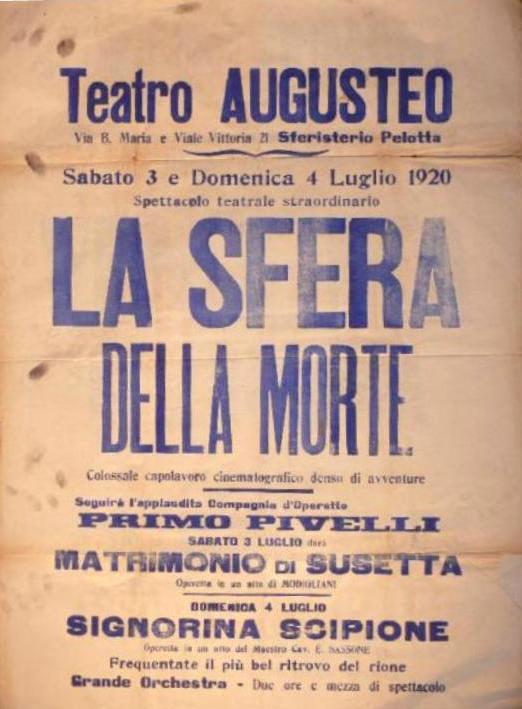 Teatro AUGUSTEO
Via B. Maria e Viale Vittoria 21 Sferisterio Pelotta
Sabato 3 e Domenica 4 Luglio 1920
Spettacolo teatrale straordinario
LA SFERA
DELLA MORTE
Colossale capolavoro cinematografico denso di avventure
Seguirà l'applaudita Compagnia d'Operette
PRIMO PIVELLI
SABATO 3 LUGLIO darà
MATRIMONIO DI SUSETTA
Operetta in un atto di MODIGLIANI
DOMENICA 4 LUGLIO
SIGNORINA SCIPIONE
Operetta in un atto del Maestro Cav. E. SASSONE
Frequentate il più bel ritrovo del rione
Grande Orchestra - Due ore e mezza di spettacolo